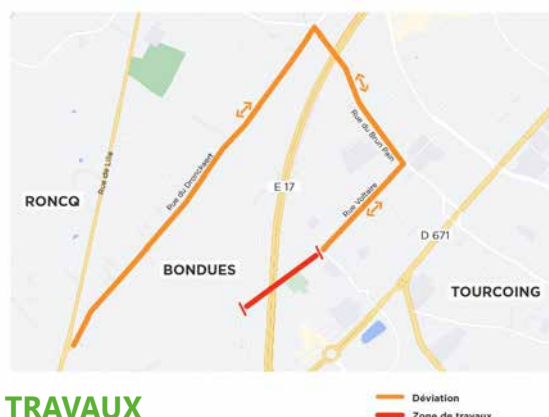 Rue du Brun Pain
Rue de Lille
Rue du Dronckaert
E 17
RONCQ
Rue Voltaire
D 671
BONDUES
TOURCOING
TRAVAUX
Déviation
Zone de travaux